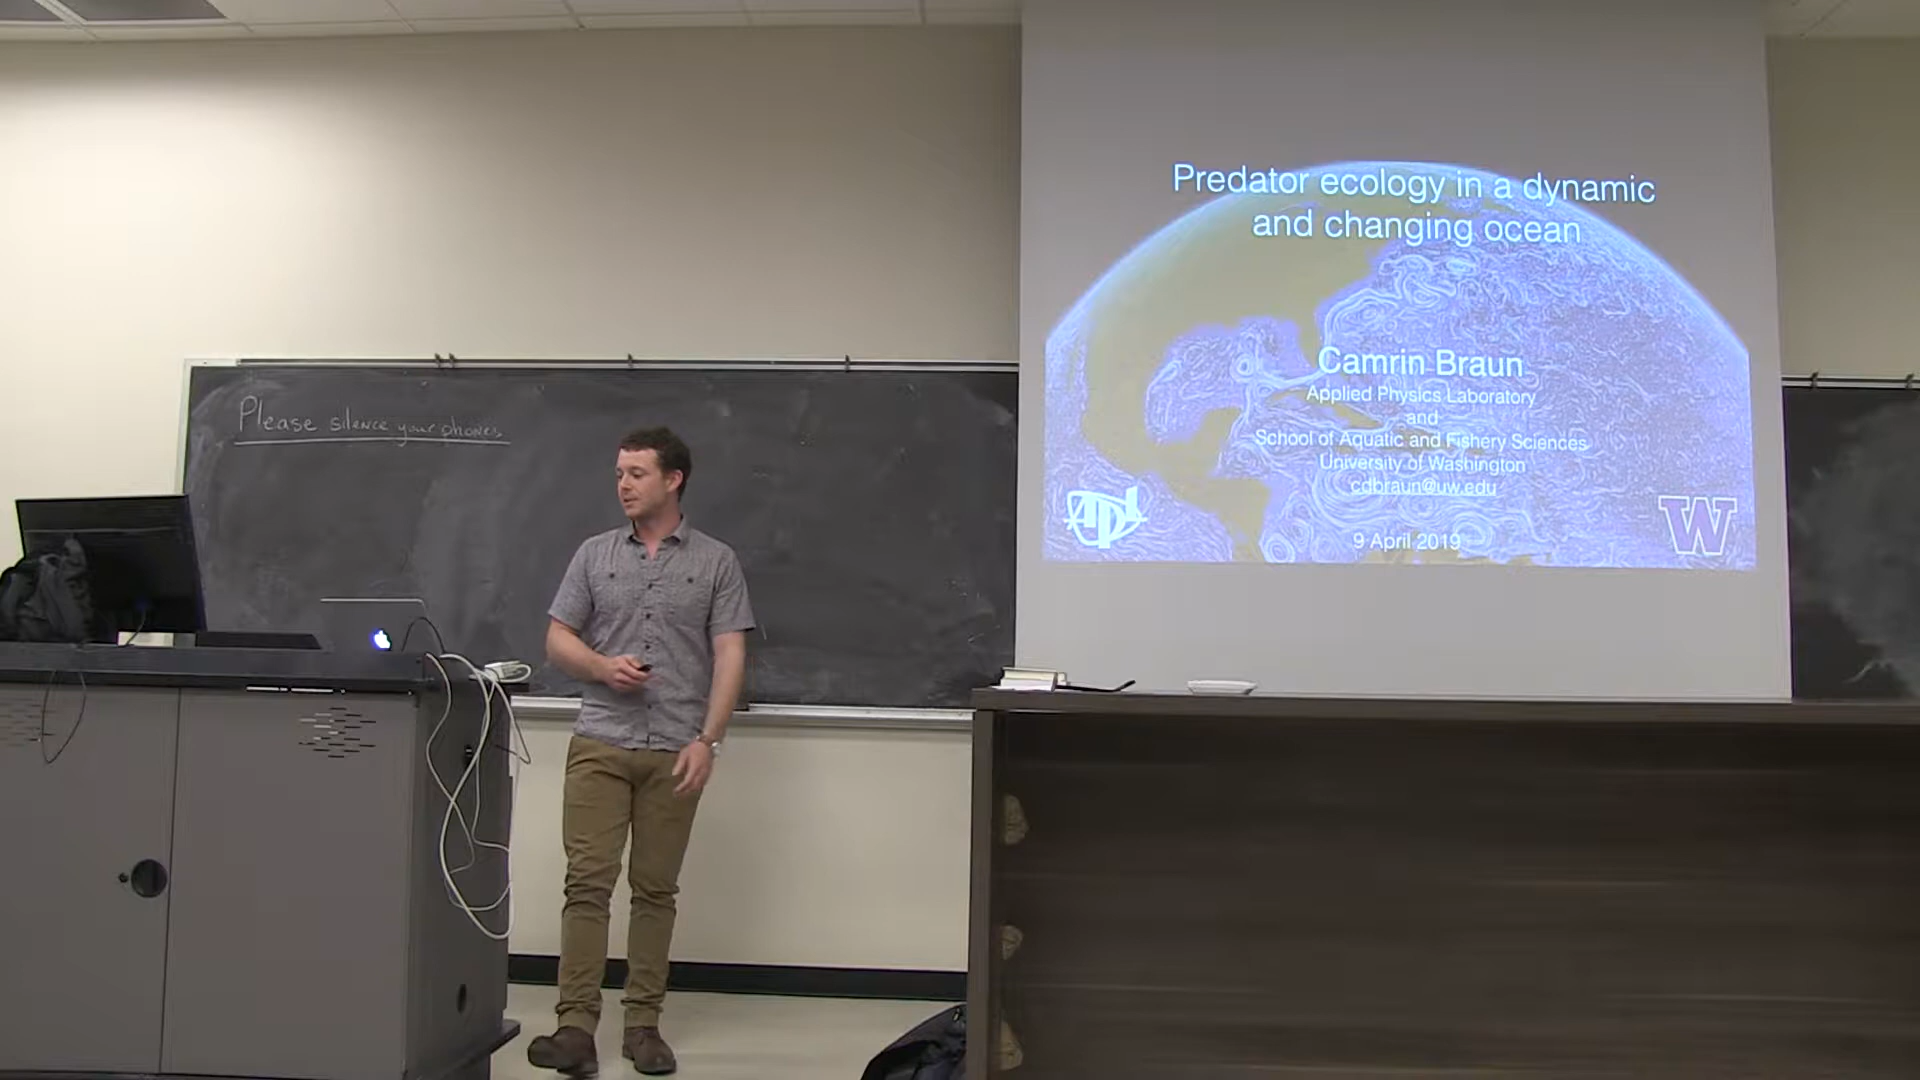 Please silence your phones
Predator ecology in a dynamic
and changing ocean
Camrin Braun
Applied Physics Laboratory
and
School of Aquatic and Fishery Sciences
University of Washington
cdbraun@uw.edu
APL
W
9 April 2019